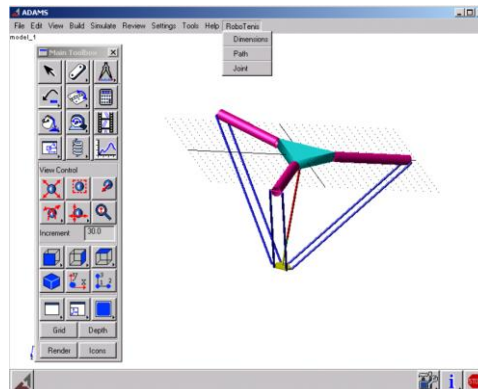 ADAMS
File Edit View Build Simulate Review Settings Tools Help RoboTenis
model_1
Dimensions
Path
Joint
Main Toolbox
View Control
Increment 30.0
Grid Depth
Render Icons